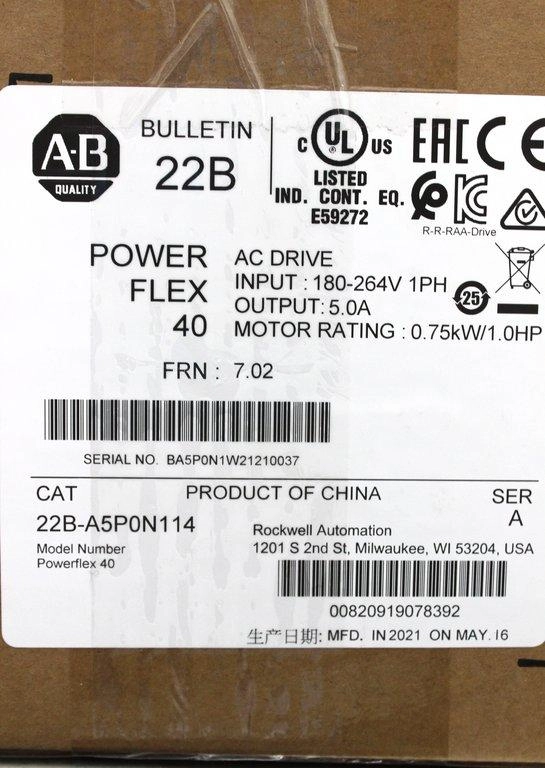 A-B
QUALITY
BULLETIN
22B
C UL US
®
LISTED
IND. CONT. EQ.
E59272
EAC CE
R-R-RAA-Drive
25
POWER
FLEX
40
AC DRIVE
INPUT : 180-264V 1PH
OUTPUT: 5.0A
MOTOR RATING : 0.75kW/1.0HP
FRN : 7.02
SERIAL NO. BA5P0N1W21210037
CAT
PRODUCT OF CHINA
SER
22B-A5P0N114
A
Model Number
Powerflex 40
Rockwell Automation
1201 S 2nd St, Milwaukee, WI 53204, USA
00820919078392
生产日期: MFD. IN 2021 ON MAY. 16